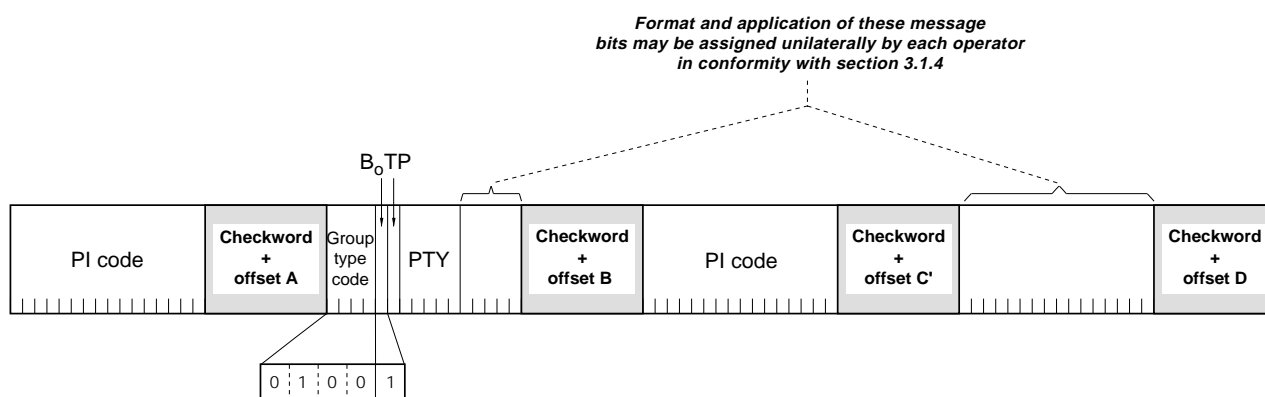 Format and application of these message
bits may be assigned unilaterally by each operator
in conformity with section 3.1.4
BoTP
PI code
Checkword
+
offset A
Group
type
code
PTY
Checkword
+
offset B
PI code
Checkword
+
offset C'
Checkword
+
offset D
0 1 0 0 1